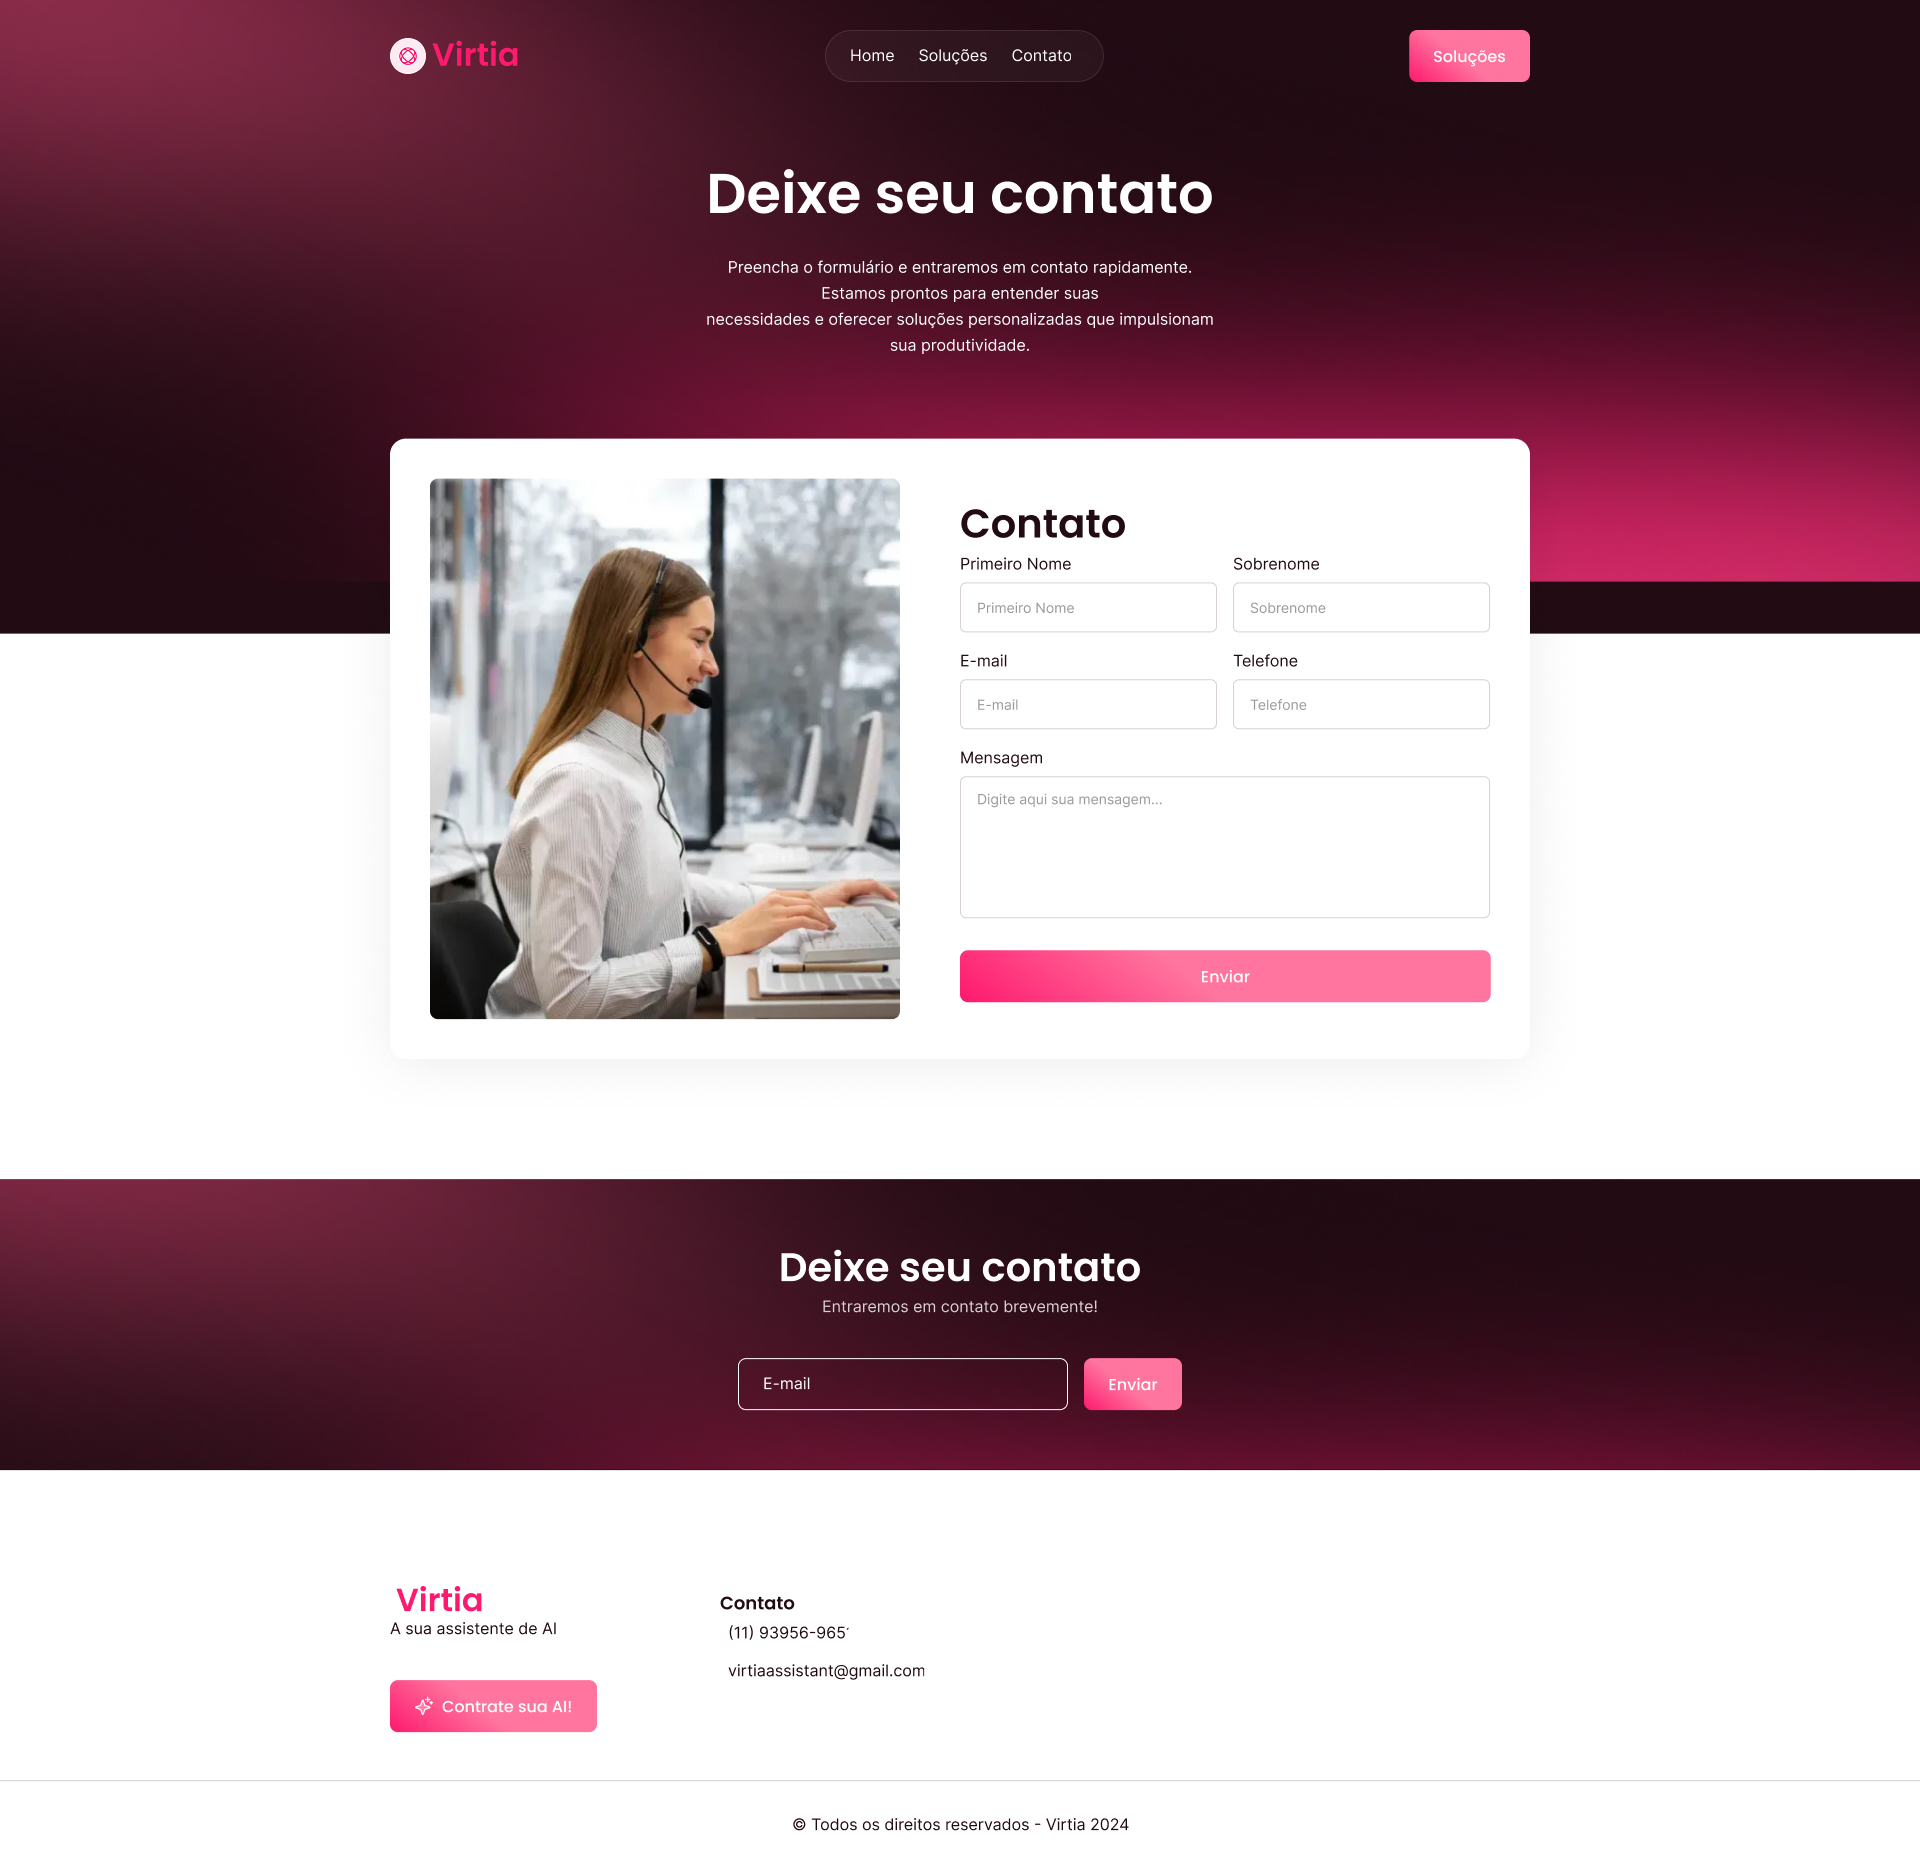 Virtia
Home Soluções Contato
Soluções
Deixe seu contato
Preencha o formulário e entraremos em contato rapidamente.
Estamos prontos para entender suas
necessidades e oferecer soluções personalizadas que impulsionam
sua produtividade.
Contato
Primeiro Nome Sobrenome
Primeiro Nome Sobrenome
E-mail Telefone
E-mail Telefone
Mensagem
Digite aqui sua mensagem...
Enviar
Deixe seu contato
Entraremos em contato brevemente!
E-mail Enviar
Virtia
A sua assistente de AI
Contrate sua AI!
Contato
(11) 93956-965
virtiaassistant@gmail.com
© Todos os direitos reservados - Virtia 2024